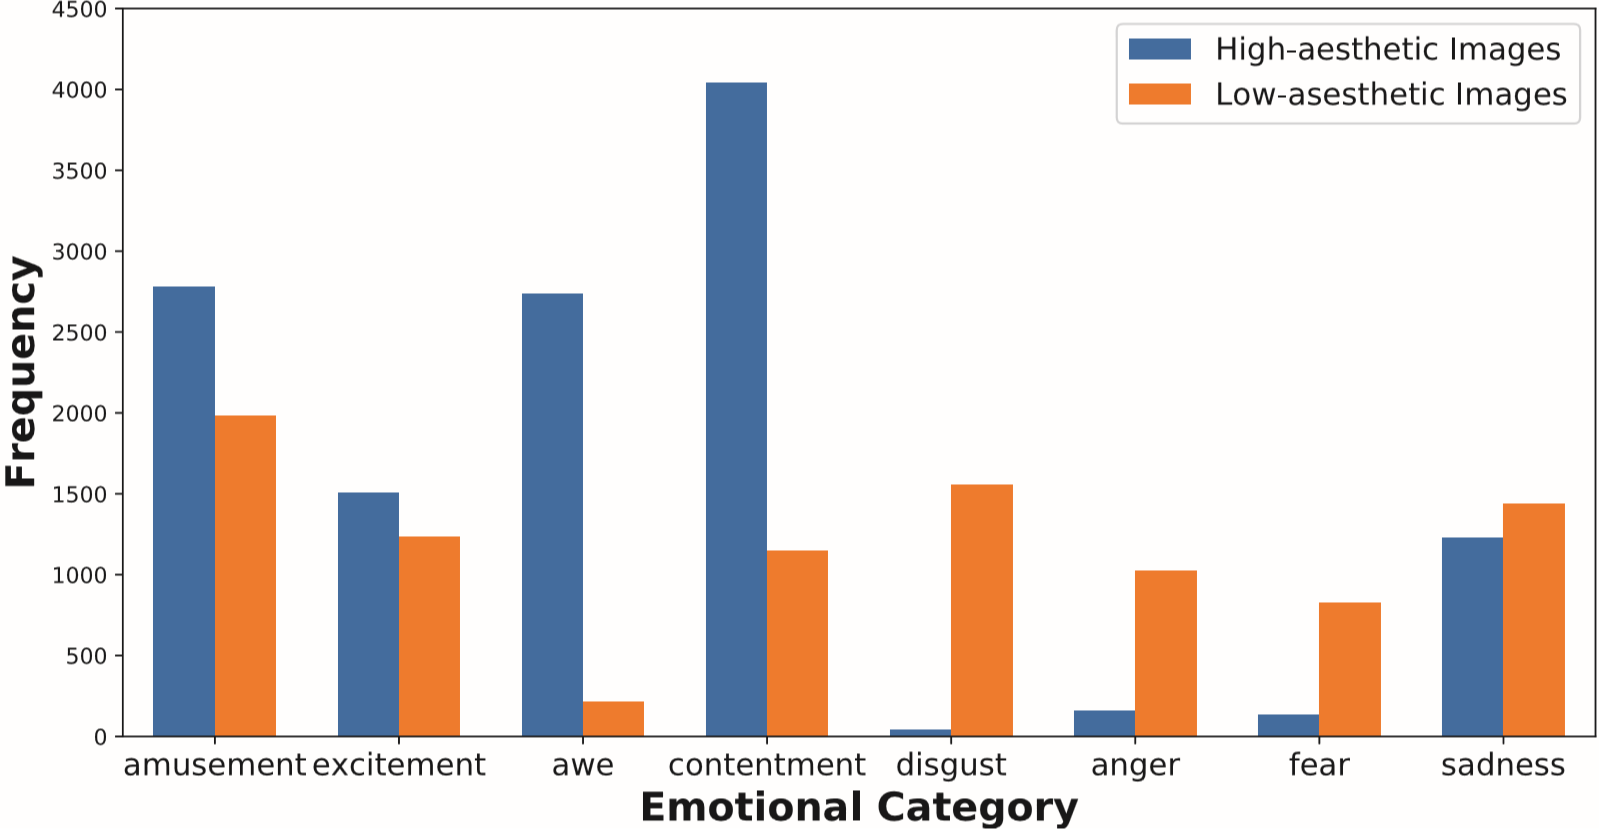 4500
4000
3500
3000
2500
2000
1500
1000
500
0
Frequency
High-aesthetic Images
Low-asesthetic Images
amusement excitement awe contentment disgust anger fear sadness
Emotional Category